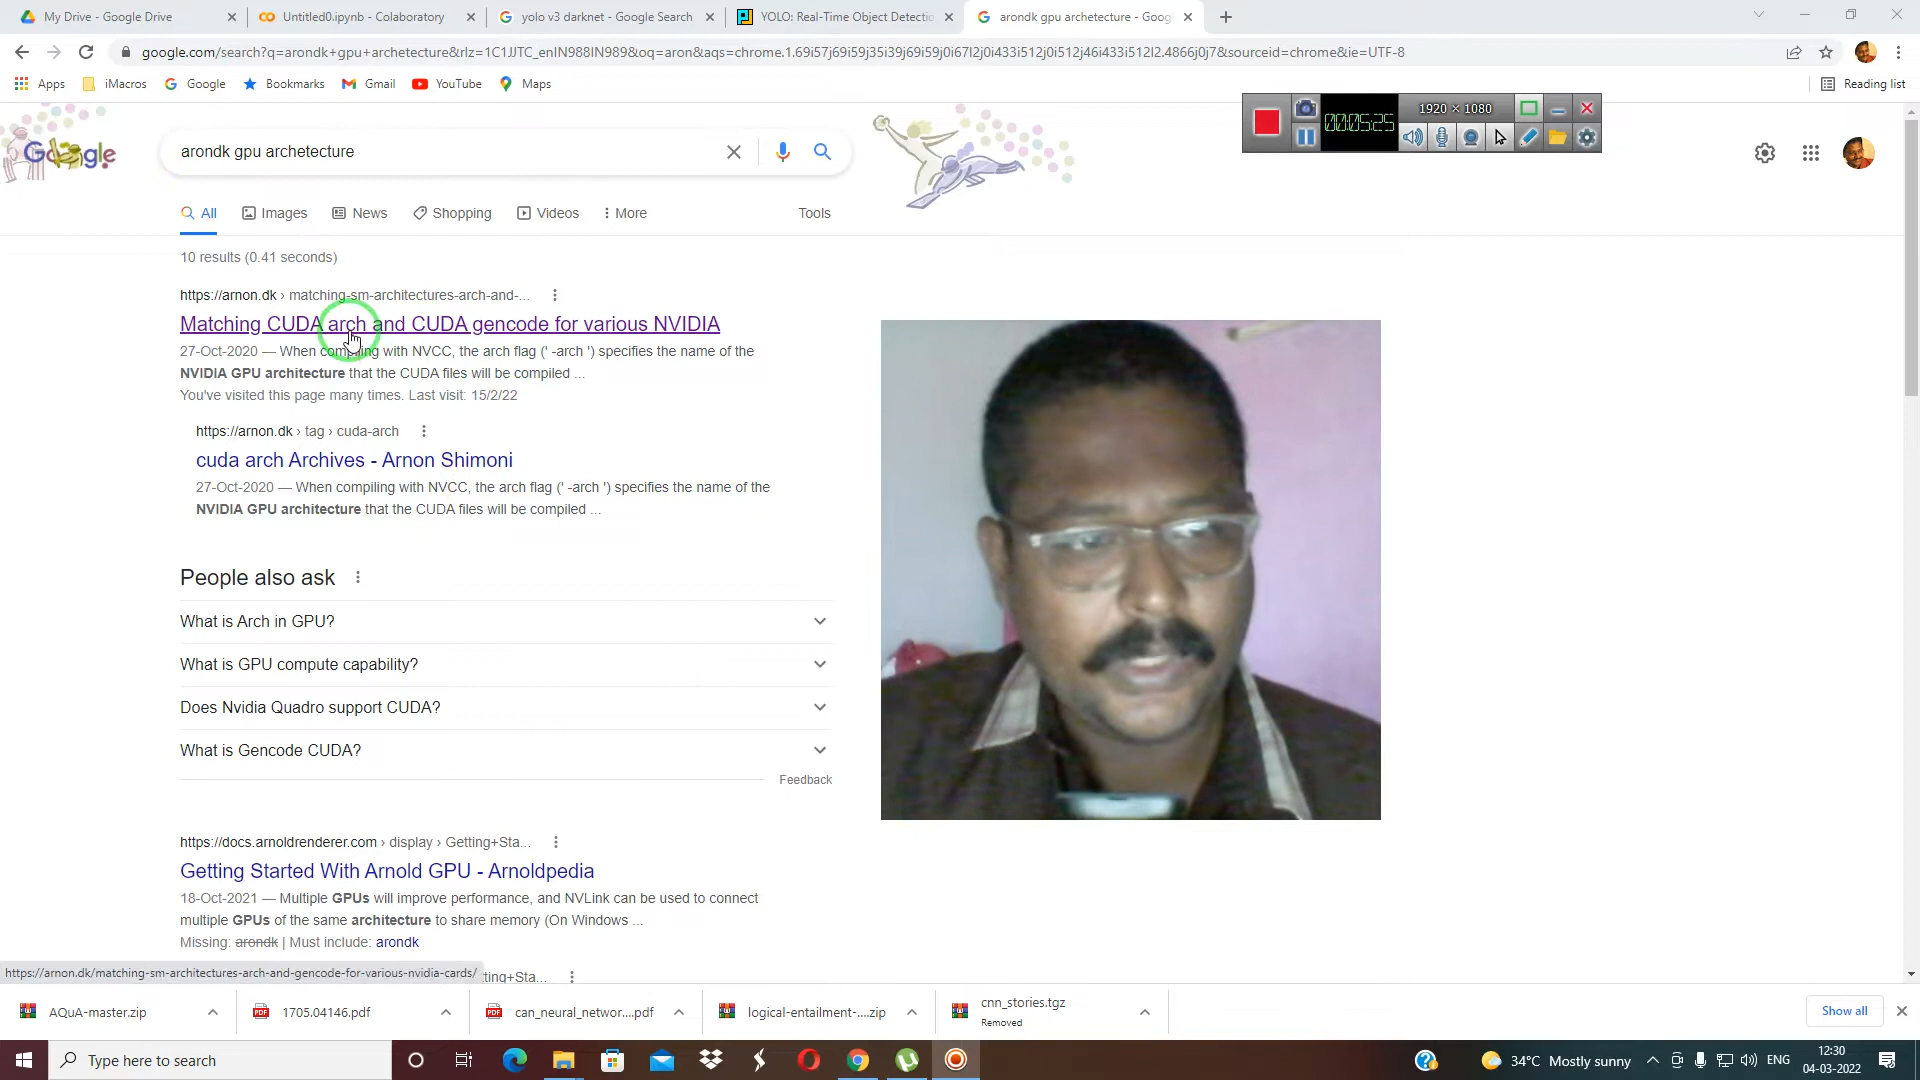 My Drive - Google Drive
Untitled0.ipynb - Colaboratory
yolo v3 darknet - Google Search
YOLO: Real-Time Object Detectio
arondk gpu archetecture - Goog
google.com/search?q=arondk+gpu+archetecture&rlz=1C1JJTC_enIN988IN989&oq=aron&aqs=chrome.1.69i57j69i59j35i39j69i59j0i67l2j0i433i512j0i512j46i433i512l2.4866j0j7&sourceid=chrome&ie=UTF-8
Apps
iMacros
Google
Bookmarks
Gmail
YouTube
Maps
Reading list
00:05:25
1920 × 1080
Google
arondk gpu archetecture
All
Images
News
Shopping
Videos
More
Tools
10 results (0.41 seconds)
https://arnon.dk › matching-sm-architectures-arch-and-...
Matching CUDA arch and CUDA gencode for various NVIDIA
27-Oct-2020 — When compiling with NVCC, the arch flag (' -arch ') specifies the name of the
NVIDIA GPU architecture that the CUDA files will be compiled ...
You've visited this page many times. Last visit: 15/2/22
https://arnon.dk › tag › cuda-arch
cuda arch Archives - Arnon Shimoni
27-Oct-2020 — When compiling with NVCC, the arch flag (' -arch ') specifies the name of the
NVIDIA GPU architecture that the CUDA files will be compiled ...
People also ask
What is Arch in GPU?
What is GPU compute capability?
Does Nvidia Quadro support CUDA?
What is Gencode CUDA?
Feedback
https://docs.arnoldrenderer.com › display › Getting+Sta...
Getting Started With Arnold GPU - Arnoldpedia
18-Oct-2021 — Multiple GPUs will improve performance, and NVLink can be used to connect
multiple GPUs of the same architecture to share memory (On Windows ...
Missing: arondk | Must include: arondk
https://arnon.dk/matching-sm-architectures-arch-and-gencode-for-various-nvidia-cards/
ting+Sta...
AQuA-master.zip
1705.04146.pdf
can_neural_networ....pdf
logical-entailment-....zip
cnn_stories.tgz
Removed
Show all
Type here to search
34°C Mostly sunny
ENG
12:30
04-03-2022